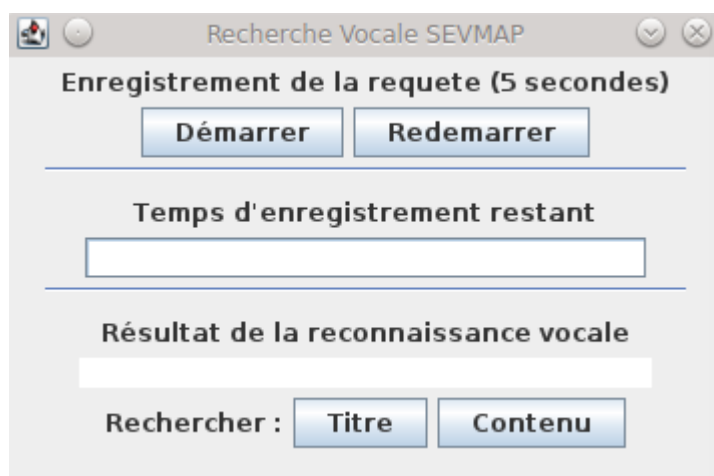 Recherche Vocale SEVMAP
Enregistrement de la requete (5 secondes)
Démarrer Redemarrer
Temps d'enregistrement restant
Résultat de la reconnaissance vocale
Rechercher : Titre Contenu